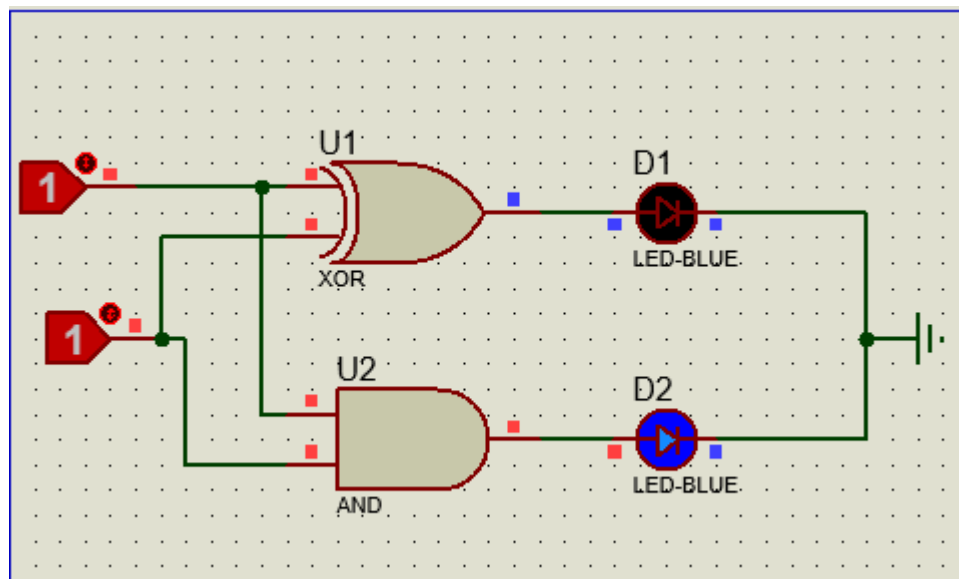 U1
D1
1
XOR
LED-BLUE
1
U2
D2
AND
LED-BLUE